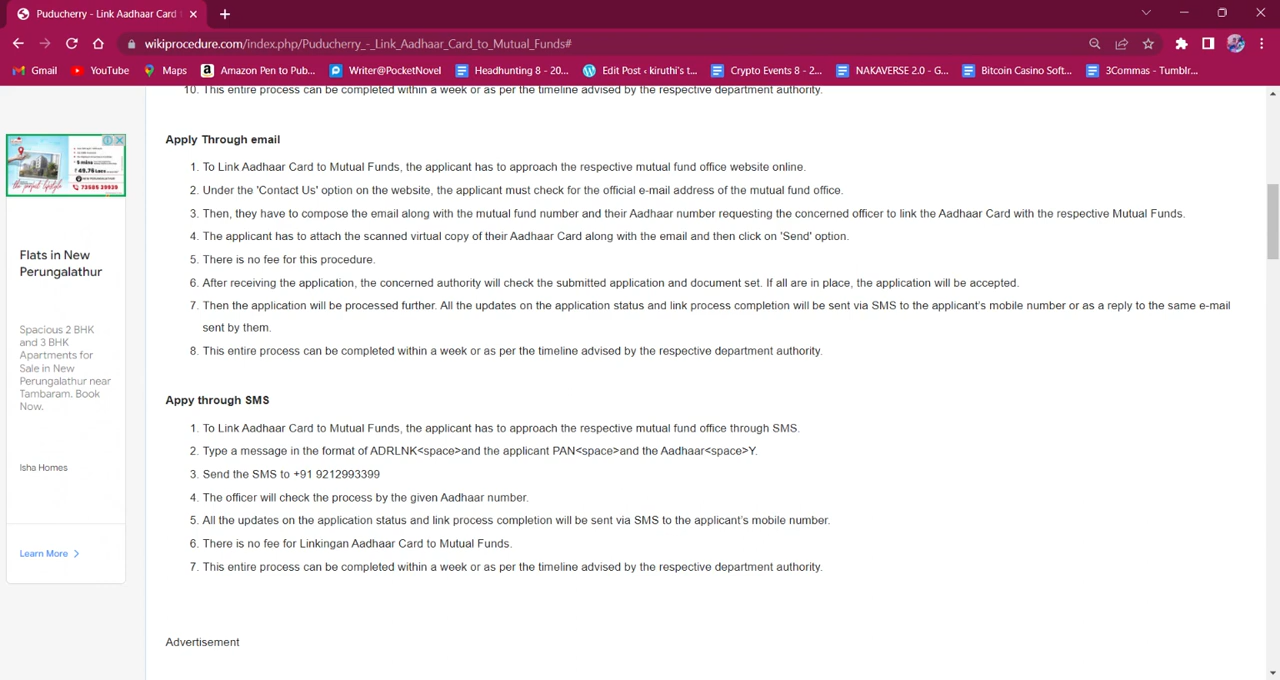 Puducherry - Link Aadhaar Card
wikiprocedure.com/index.php/Puducherry_-_Link_Aadhaar_Card_to_Mutual_Funds#
Gmail YouTube Maps Amazon Pen to Pub... Writer@PocketNovel Headhunting 8 - 20... Edit Post ‹ kiruthi's t... Crypto Events 8 - 2... NAKAVERSE 2.0 - G... Bitcoin Casino Soft... 3Commas - Tumblr...
10. This entire process can be completed within a week or as per the timeline advised by the respective department authority.
Apply Through email
1. To Link Aadhaar Card to Mutual Funds, the applicant has to approach the respective mutual fund office website online.
2. Under the 'Contact Us' option on the website, the applicant must check for the official e-mail address of the mutual fund office.
3. Then, they have to compose the email along with the mutual fund number and their Aadhaar number requesting the concerned officer to link the Aadhaar Card with the respective Mutual Funds.
4. The applicant has to attach the scanned virtual copy of their Aadhaar Card along with the email and then click on 'Send' option.
5. There is no fee for this procedure.
6. After receiving the application, the concerned authority will check the submitted application and document set. If all are in place, the application will be accepted.
7. Then the application will be processed further. All the updates on the application status and link process completion will be sent via SMS to the applicant's mobile number or as a reply to the same e-mail
sent by them.
8. This entire process can be completed within a week or as per the timeline advised by the respective department authority.
Appy through SMS
1. To Link Aadhaar Card to Mutual Funds, the applicant has to approach the respective mutual fund office through SMS.
2. Type a message in the format of ADRLNK<space>and the applicant PAN<space>and the Aadhaar<space>Y.
3. Send the SMS to +91 9212993399
4. The officer will check the process by the given Aadhaar number.
5. All the updates on the application status and link process completion will be sent via SMS to the applicant's mobile number.
6. There is no fee for Linkingan Aadhaar Card to Mutual Funds.
7. This entire process can be completed within a week or as per the timeline advised by the respective department authority.
Advertisement
5 mins
49.78 Lacs
the perfect lifestyle
73585 39929
Flats in New
Perungalathur
Spacious 2 BHK
and 3 BHK
Apartments for
Sale in New
Perungalathur near
Tambaram. Book
Now.
Isha Homes
Learn More